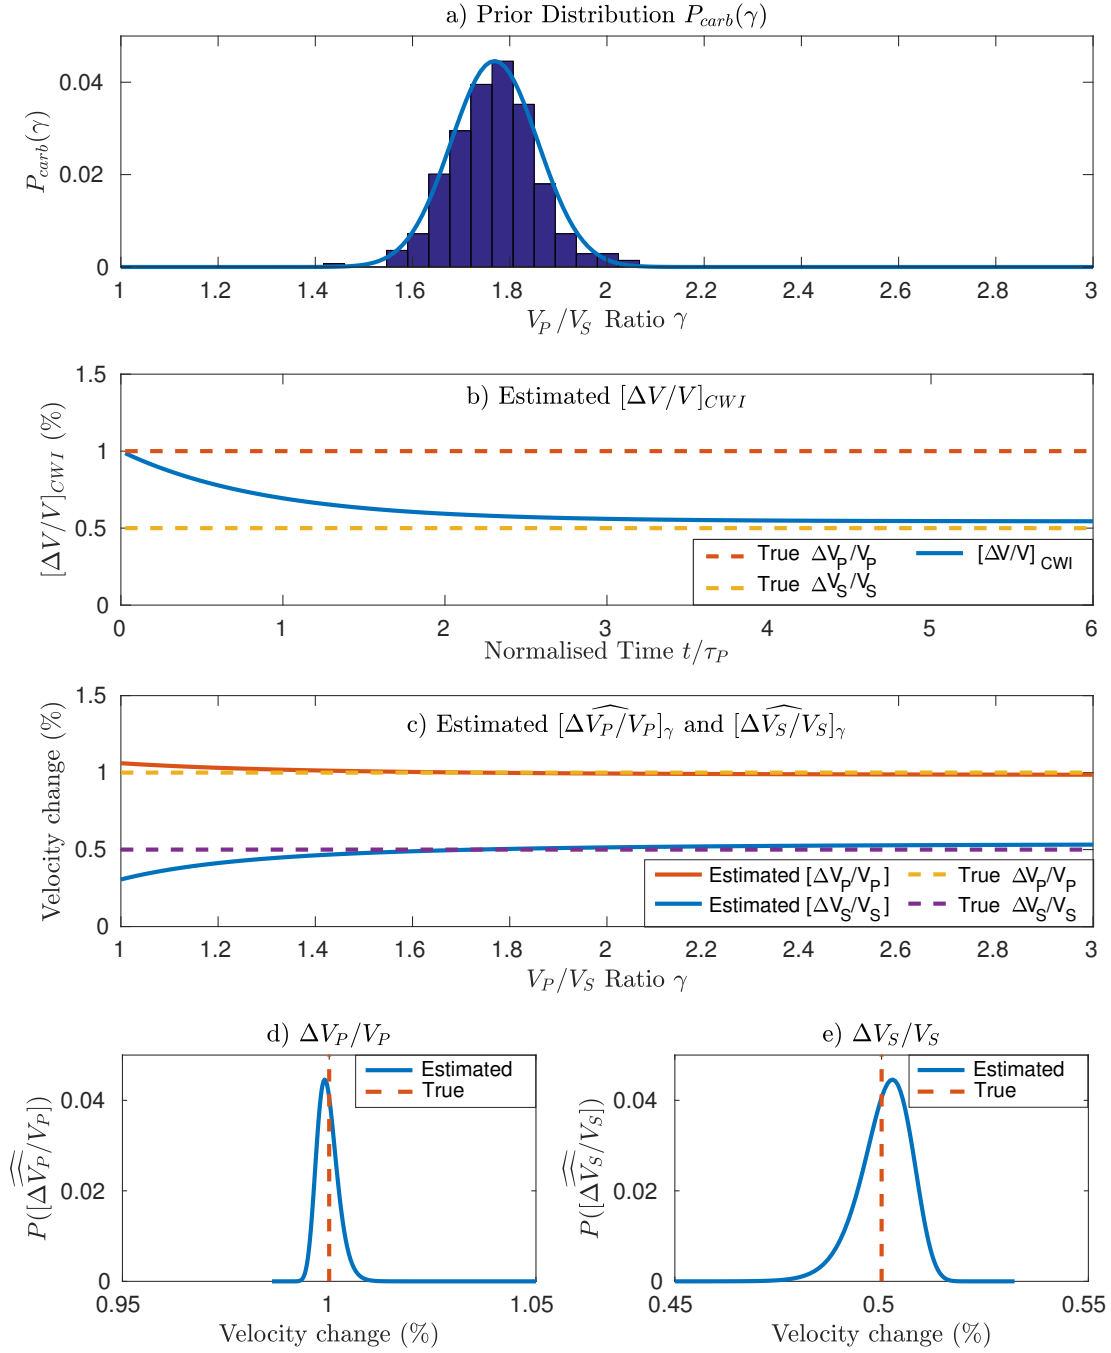 a) Prior Distribution P_carb(γ)
P_carb(γ)
0.04
0.02
0
1 1.2 1.4 1.6 1.8 2 2.2 2.4 2.6 2.8 3
V_P/V_S Ratio γ
b) Estimated [ΔV/V]_CWI
[ΔV/V]_CWI (%)
1.5
1
0.5
0
True ΔV_P/V_P [ΔV/V]_CWI
True ΔV_S/V_S
0 1 2 3 4 5 6
Normalised Time t/τ_P
c) Estimated [ΔV̂_P/V_P]_γ and [ΔV̂_S/V_S]_γ
Velocity change (%)
1.5
1
0.5
0
Estimated [ΔV_P/V_P] True ΔV_P/V_P
Estimated [ΔV_S/V_S] True ΔV_S/V_S
1 1.2 1.4 1.6 1.8 2 2.2 2.4 2.6 2.8 3
V_P/V_S Ratio γ
d) ΔV_P/V_P
P([ΔV_P/V_P])
0.04
0.02
0
Estimated
True
0.95 1 1.05
Velocity change (%)
e) ΔV_S/V_S
P([ΔV_S/V_S])
0.04
0.02
0
Estimated
True
0.45 0.5 0.55
Velocity change (%)